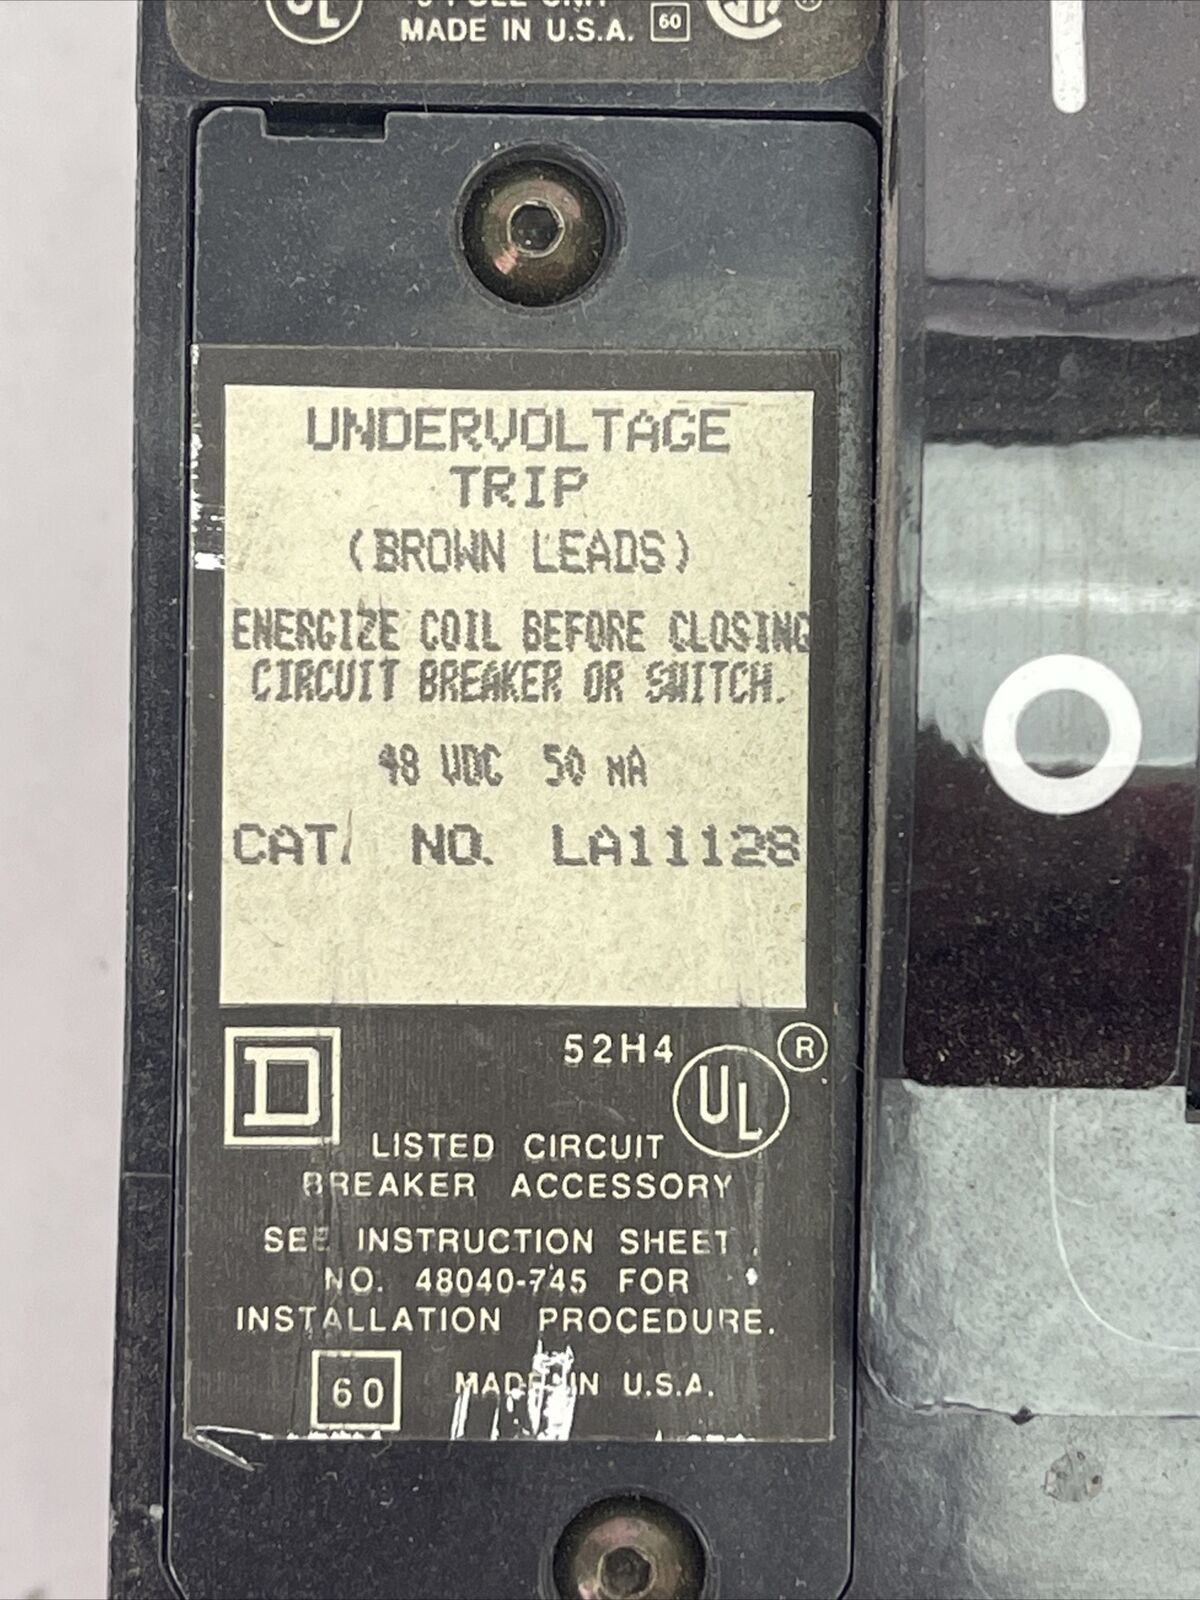 UL
MADE IN U.S.A. 60
UNDERVOLTAGE
TRIP
(BROWN LEADS)
ENERGIZE COIL BEFORE CLOSING
CIRCUIT BREAKER OR SWITCH.
48 VDC 50 MA
CAT. NO. LA11128
D
52H4
UL ®
LISTED CIRCUIT
BREAKER ACCESSORY
SEE INSTRUCTION SHEET
NO. 48040-745 FOR
INSTALLATION PROCEDURE.
60 MADE IN U.S.A.